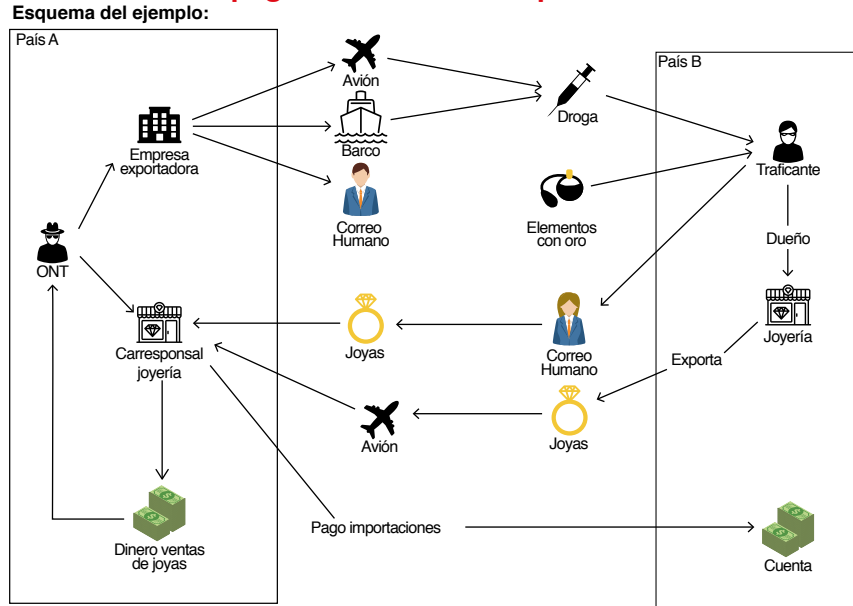 Esquema del ejemplo:
País A
País B
Avión
Droga
Barco
Empresa
exportadora
Traficante
Correo
Humano
Elementos
con oro
Dueño
ONT
Joyería
Carresponsal
joyería
Joyas
Correo
Humano
Exporta
Avión
Joyas
Pago importaciones
Dinero ventas
de joyas
Cuenta